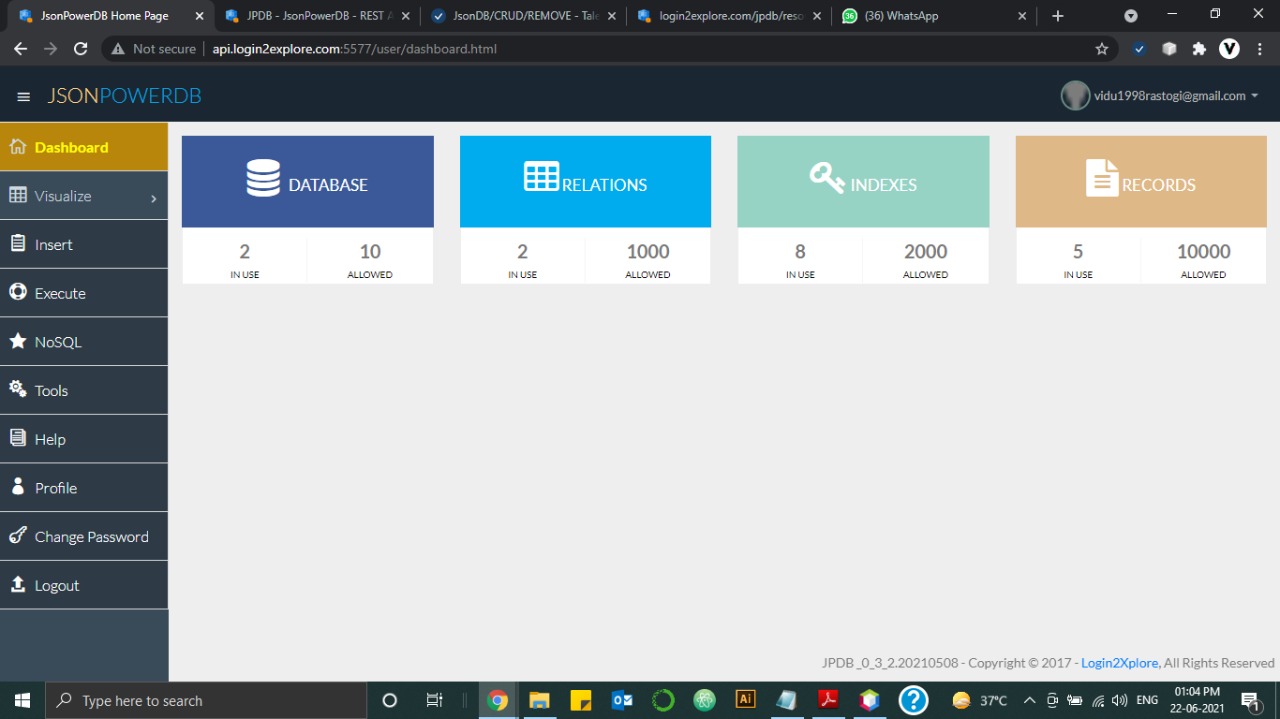 JsonPowerDB Home Page
JPDB - JsonPowerDB - REST A
JsonDB/CRUD/REMOVE - Tale
login2explore.com/jpdb/reso
(36) WhatsApp
Not secure
api.login2explore.com:5577/user/dashboard.html
JSONPOWERDB
vidu1998rastogi@gmail.com
Dashboard
Visualize
Insert
Execute
NoSQL
Tools
Help
Profile
Change Password
Logout
DATABASE
2 10
IN USE ALLOWED
RELATIONS
2 1000
IN USE ALLOWED
INDEXES
8 2000
IN USE ALLOWED
RECORDS
5 10000
IN USE ALLOWED
JPDB _0_3_2.20210508 - Copyright © 2017 - Login2Xplore, All Rights Reserved
Type here to search
Ai
37°C
ENG
01:04 PM
22-06-2021
1